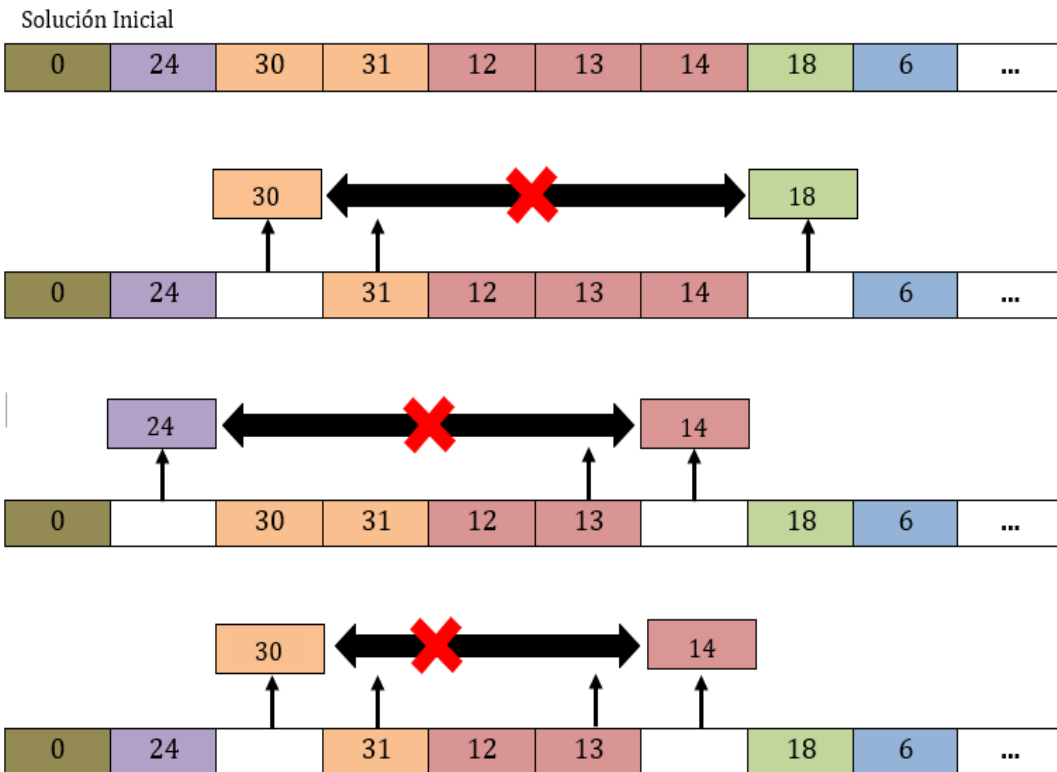 Solución Inicial
0 24 30 31 12 13 14 18 6 ...
30 18
0 24 31 12 13 14 6 ...
24 14
0 30 31 12 13 18 6 ...
30 14
0 24 31 12 13 18 6 ...